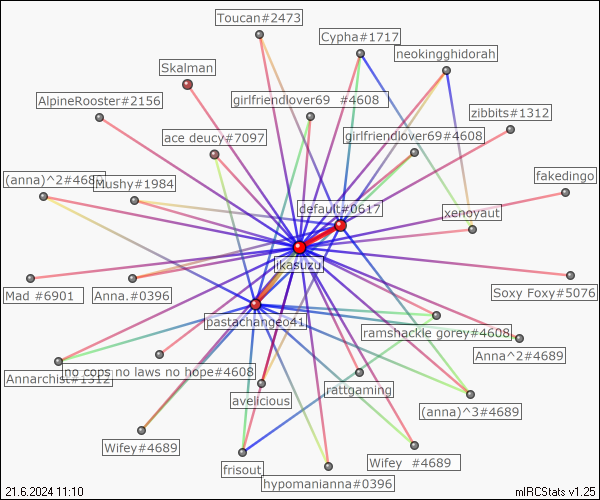 Toucan#2473
Cypha#1717
neokingghidorah
Skalman
AlpineRooster#2156
girlfriendlover69 #4608
zibbits#1312
ace deucy#7097
girlfriendlover69#4608
(anna)^2#4689
Mushy#1984
fakedingo
default#0617
xenoyaut
ikasuzu
Mad #6901
Anna.#0396
Soxy Foxy#5076
pastachangeo41
ramshackle gorey#4608
Anna^2#4689
no cops no laws no hope#4608
Annarchist#1312
rattgaming
avelicious
(anna)^3#4689
Wifey#4689
frisout
Wifey #4689
hypomanianna#0396
21.6.2024 11:10
mIRCStats v1.25